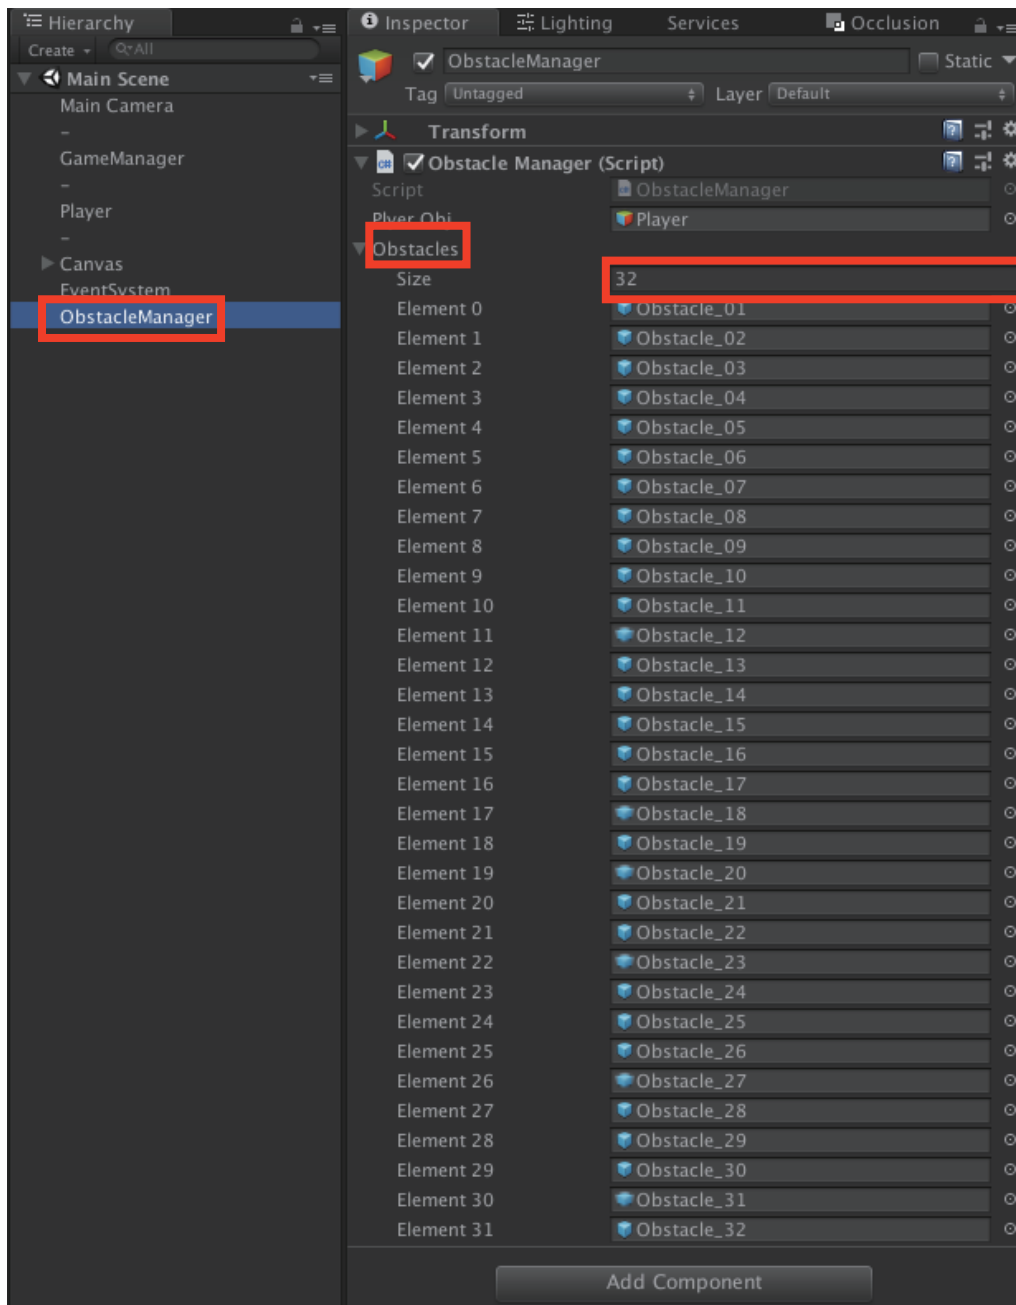 Hierarchy
Create
All
Main Scene
Main Camera
–
GameManager
–
Player
–
Canvas
EventSystem
ObstacleManager
Inspector Lighting Services Occlusion
ObstacleManager Static
Tag Untagged Layer Default
Transform
C# Obstacle Manager (Script)
Script ObstacleManager
Plyer Obj Player
Obstacles
Size 32
Element 0 Obstacle_01
Element 1 Obstacle_02
Element 2 Obstacle_03
Element 3 Obstacle_04
Element 4 Obstacle_05
Element 5 Obstacle_06
Element 6 Obstacle_07
Element 7 Obstacle_08
Element 8 Obstacle_09
Element 9 Obstacle_10
Element 10 Obstacle_11
Element 11 Obstacle_12
Element 12 Obstacle_13
Element 13 Obstacle_14
Element 14 Obstacle_15
Element 15 Obstacle_16
Element 16 Obstacle_17
Element 17 Obstacle_18
Element 18 Obstacle_19
Element 19 Obstacle_20
Element 20 Obstacle_21
Element 21 Obstacle_22
Element 22 Obstacle_23
Element 23 Obstacle_24
Element 24 Obstacle_25
Element 25 Obstacle_26
Element 26 Obstacle_27
Element 27 Obstacle_28
Element 28 Obstacle_29
Element 29 Obstacle_30
Element 30 Obstacle_31
Element 31 Obstacle_32
Add Component